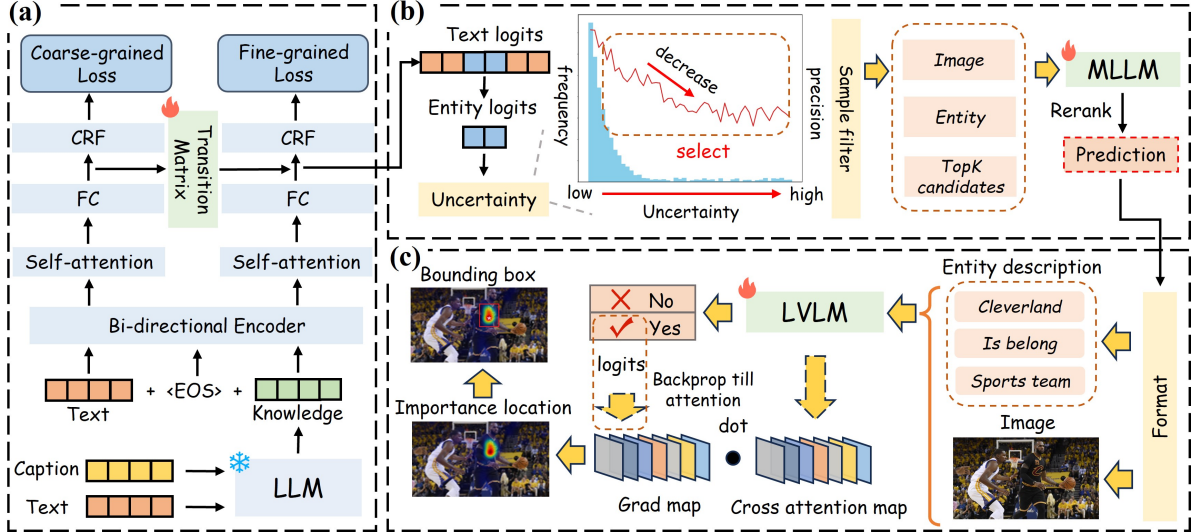 (a)
Coarse-grained
Loss
Fine-grained
Loss
CRF
Transition
Matrix
CRF
FC
FC
Self-attention
Self-attention
Bi-directional Encoder
+ <EOS> +
Text
Knowledge
Caption
Text
LLM
(b)
Text logits
Entity logits
Uncertainty
frequency
decrease
select
precision
low
high
Uncertainty
Sample filter
Image
Entity
TopK
candidates
MLLM
Rerank
Prediction
(c)
Bounding box
Importance location
No
Yes
logits
LVLM
Backprop till
attention
dot
Grad map
Cross attention map
Entity description
Cleverland
Is belong
Sports team
Image
Format